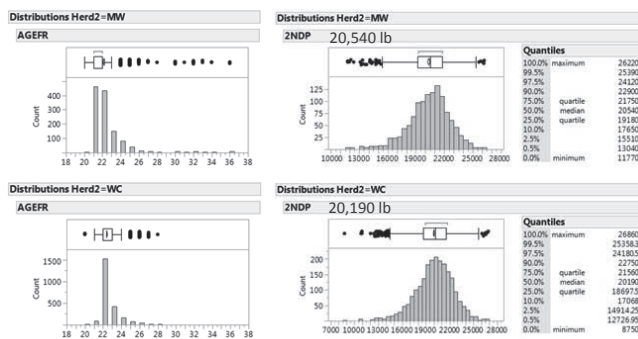 Distributions Herd2=MW
AGEFR
400
300
200
100
Count
18 20 22 24 26 28 30 32 34 36 38
Distributions Herd2=MW
2NDP 20,540 lb
125
100
75
50
25
Count
10000 13000 16000 19000 22000 25000 28000
Quantiles
100.0% maximum 26220
99.5% 25390
97.5% 24120
90.0% 22900
75.0% quartile 21750
50.0% median 20540
25.0% quartile 19180
10.0% 17650
2.5% 15510
0.5% 13040
0.0% minimum 11770
Distributions Herd2=WC
AGEFR
1500
1000
500
Count
18 20 22 24 26 28 30 32 34 36 38
Distributions Herd2=WC
2NDP 20,190 lb
200
150
100
50
Count
7000 10000 13000 16000 19000 22000 25000 28000
Quantiles
100.0% maximum 26860
99.5% 25358.3
97.5% 24180.5
90.0% 22750
75.0% quartile 21560
50.0% median 20190
25.0% quartile 18697.5
10.0% 17068
2.5% 14914.25
0.5% 12726.95
0.0% minimum 8750